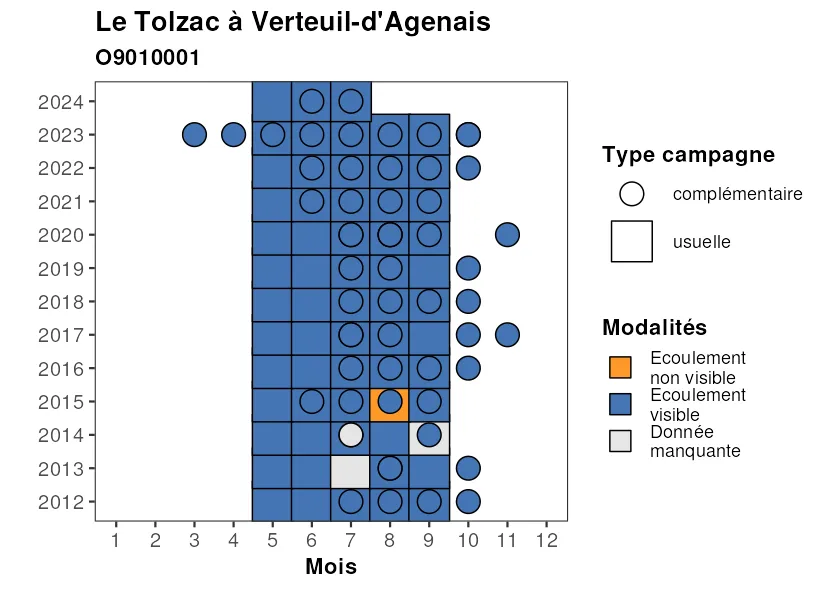 Le Tolzac à Verteuil-d'Agenais
O9010001
2024
2023
2022
2021
2020
2019
2018
2017
2016
2015
2014
2013
2012
1 2 3 4 5 6 7 8 9 10 11 12
Mois
Type campagne
complémentaire
usuelle
Modalités
Ecoulement
non visible
Ecoulement
visible
Donnée
manquante